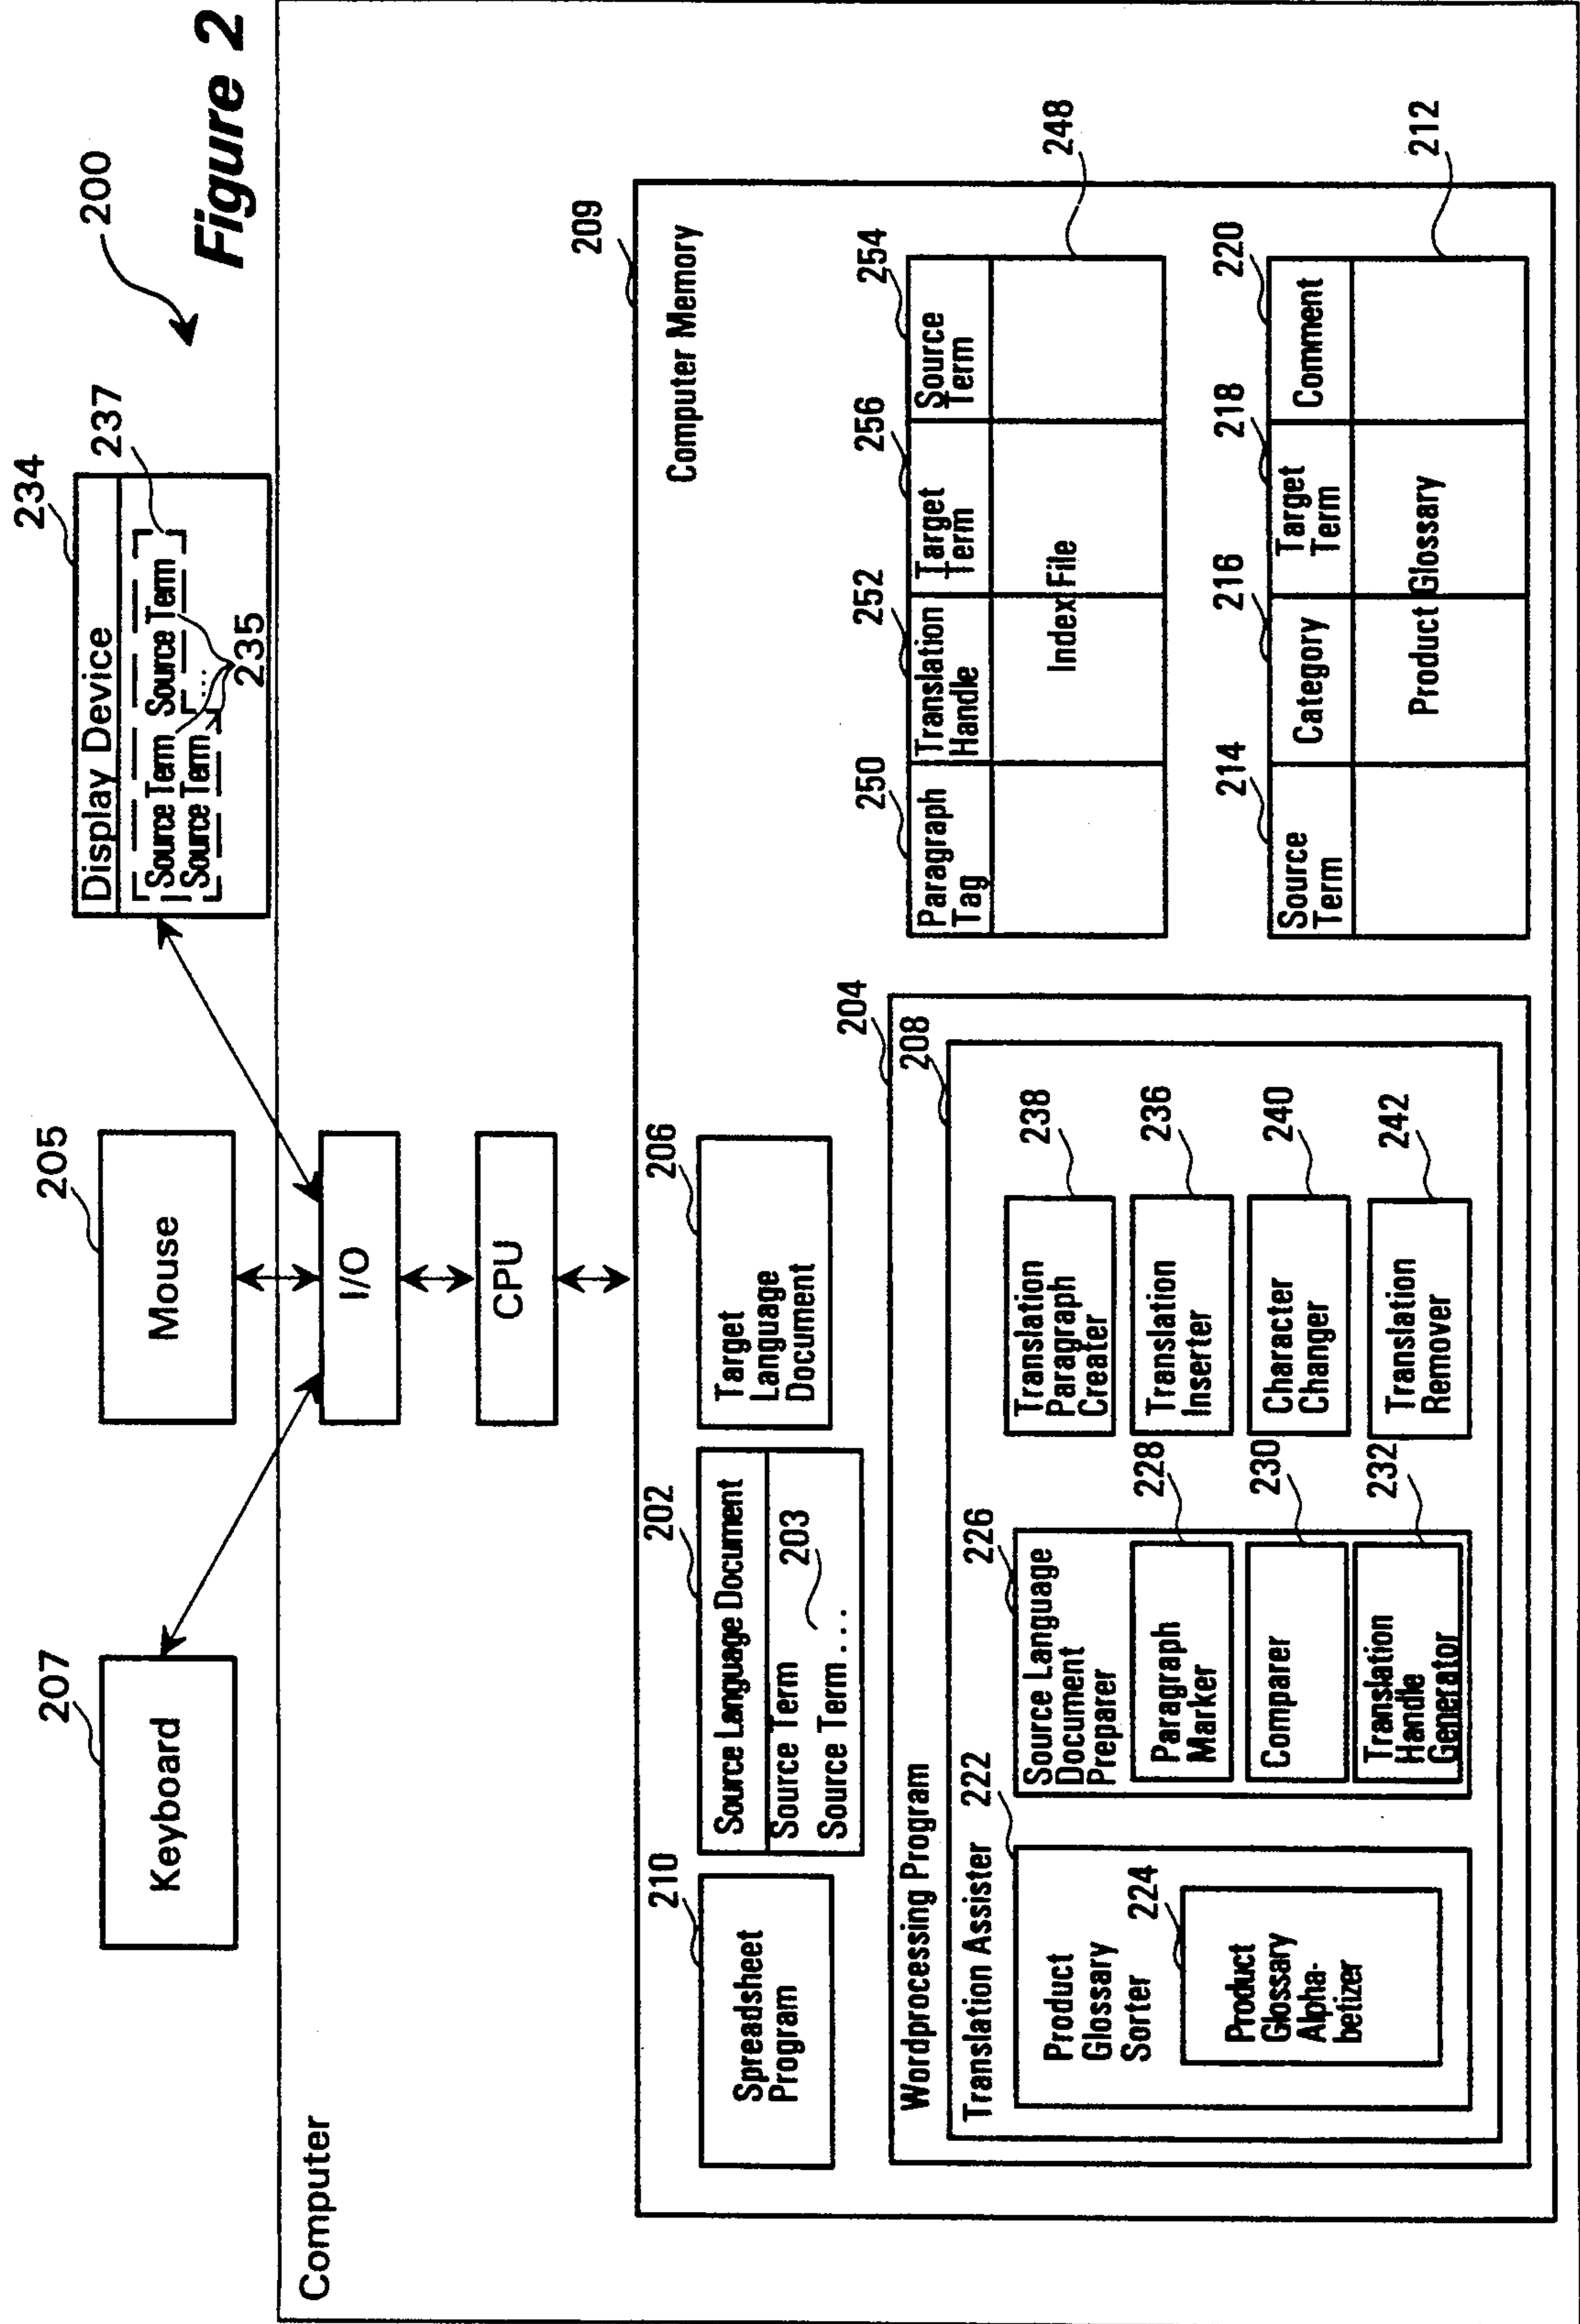 200
Figure 2
207
Keyboard
205
Mouse
234
Display Device
Source Term Source Term
Source Term ...
237
235
Computer
I/O
CPU
209
Computer Memory
210
Spreadsheet
Program
202
Source Language Document
Source Term
203
Source Term...
206
Target
Language
Document
204
Wordprocessing Program
208
Translation Assister
222
Product
Glossary
Sorter
224
Product
Glossary
Alpha-
betizer
226
Source Language
Document
Preparer
228
Paragraph
Marker
230
Comparer
232
Translation
Handle
Generator
238
Translation
Paragraph
Creater
236
Translation
Inserter
240
Character
Changer
242
Translation
Remover
250
Paragraph
Tag
252
Translation
Handle
256
Target
Term
254
Source
Term
Index File
248
214
Source
Term
216
Category
218
Target
Term
220
Comment
Product Glossary
212